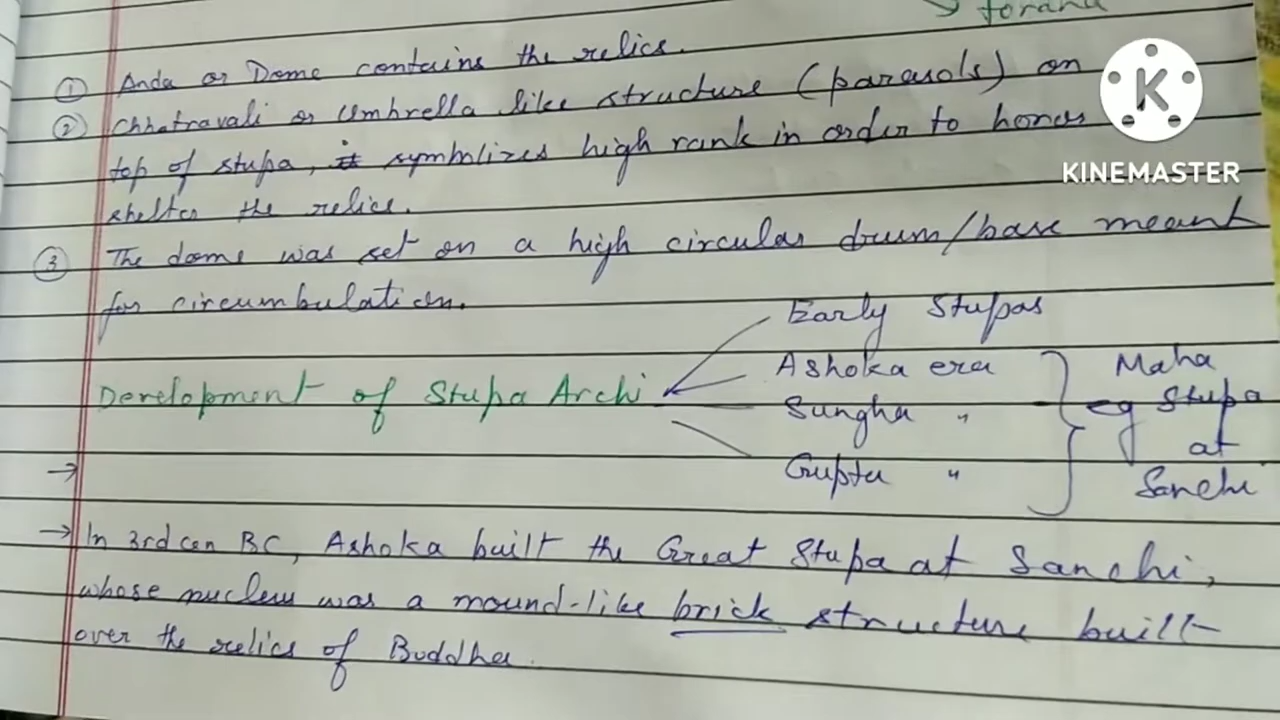 → torana
① Anda or Dome contains the relics.
② Chhatravali or Umbrella like structure (parasols) on
top of stupa, it symbolizes high rank in order to honor
shelter the relics.
③ The dome was set on a high circular drum/base meant
for circumbulation.
Development of Stupa Archi
Early Stupas
Ashoka era
Sungha "
Gupta "
eg Maha
Stupa
at
Sanchi
→
→ In 3rd cen BC, Ashoka built the Great Stupa at Sanchi,
whose nucleus was a mound-like brick structure built
over the relics of Buddha.
K
KINEMASTER